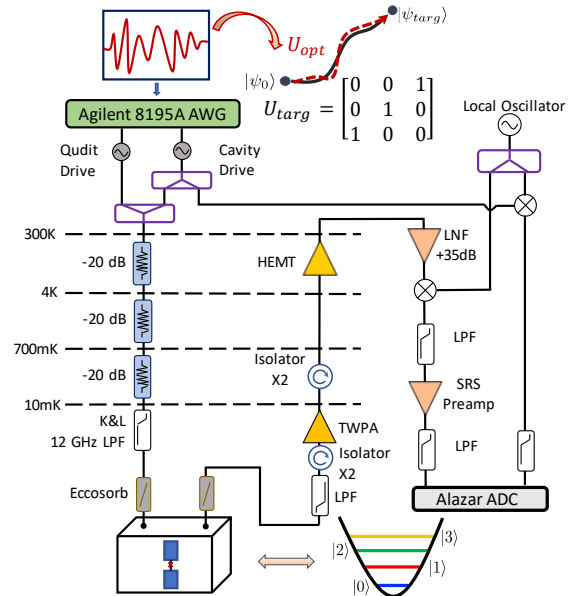 |ψ_targ⟩
U_opt
|ψ_0⟩
U_targ = [0 0 1
0 1 0
1 0 0]
Agilent 8195A AWG
Local Oscillator
Qudit
Drive
Cavity
Drive
300K
LNF
+35dB
HEMT
-20 dB
4K
-20 dB
LPF
700mK
Isolator
X2
-20 dB
SRS
Preamp
10mK
K&L
12 GHz LPF
TWPA
Isolator
X2
LPF
Eccosorb
LPF
Alazar ADC
|3⟩
|2⟩
|1⟩
|0⟩